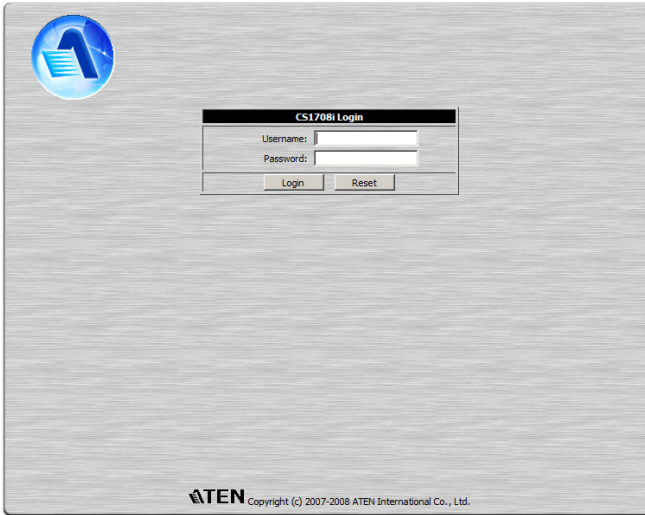 CS1708i Login
Username:
Password:
Login Reset
ATEN Copyright (c) 2007-2008 ATEN International Co., Ltd.